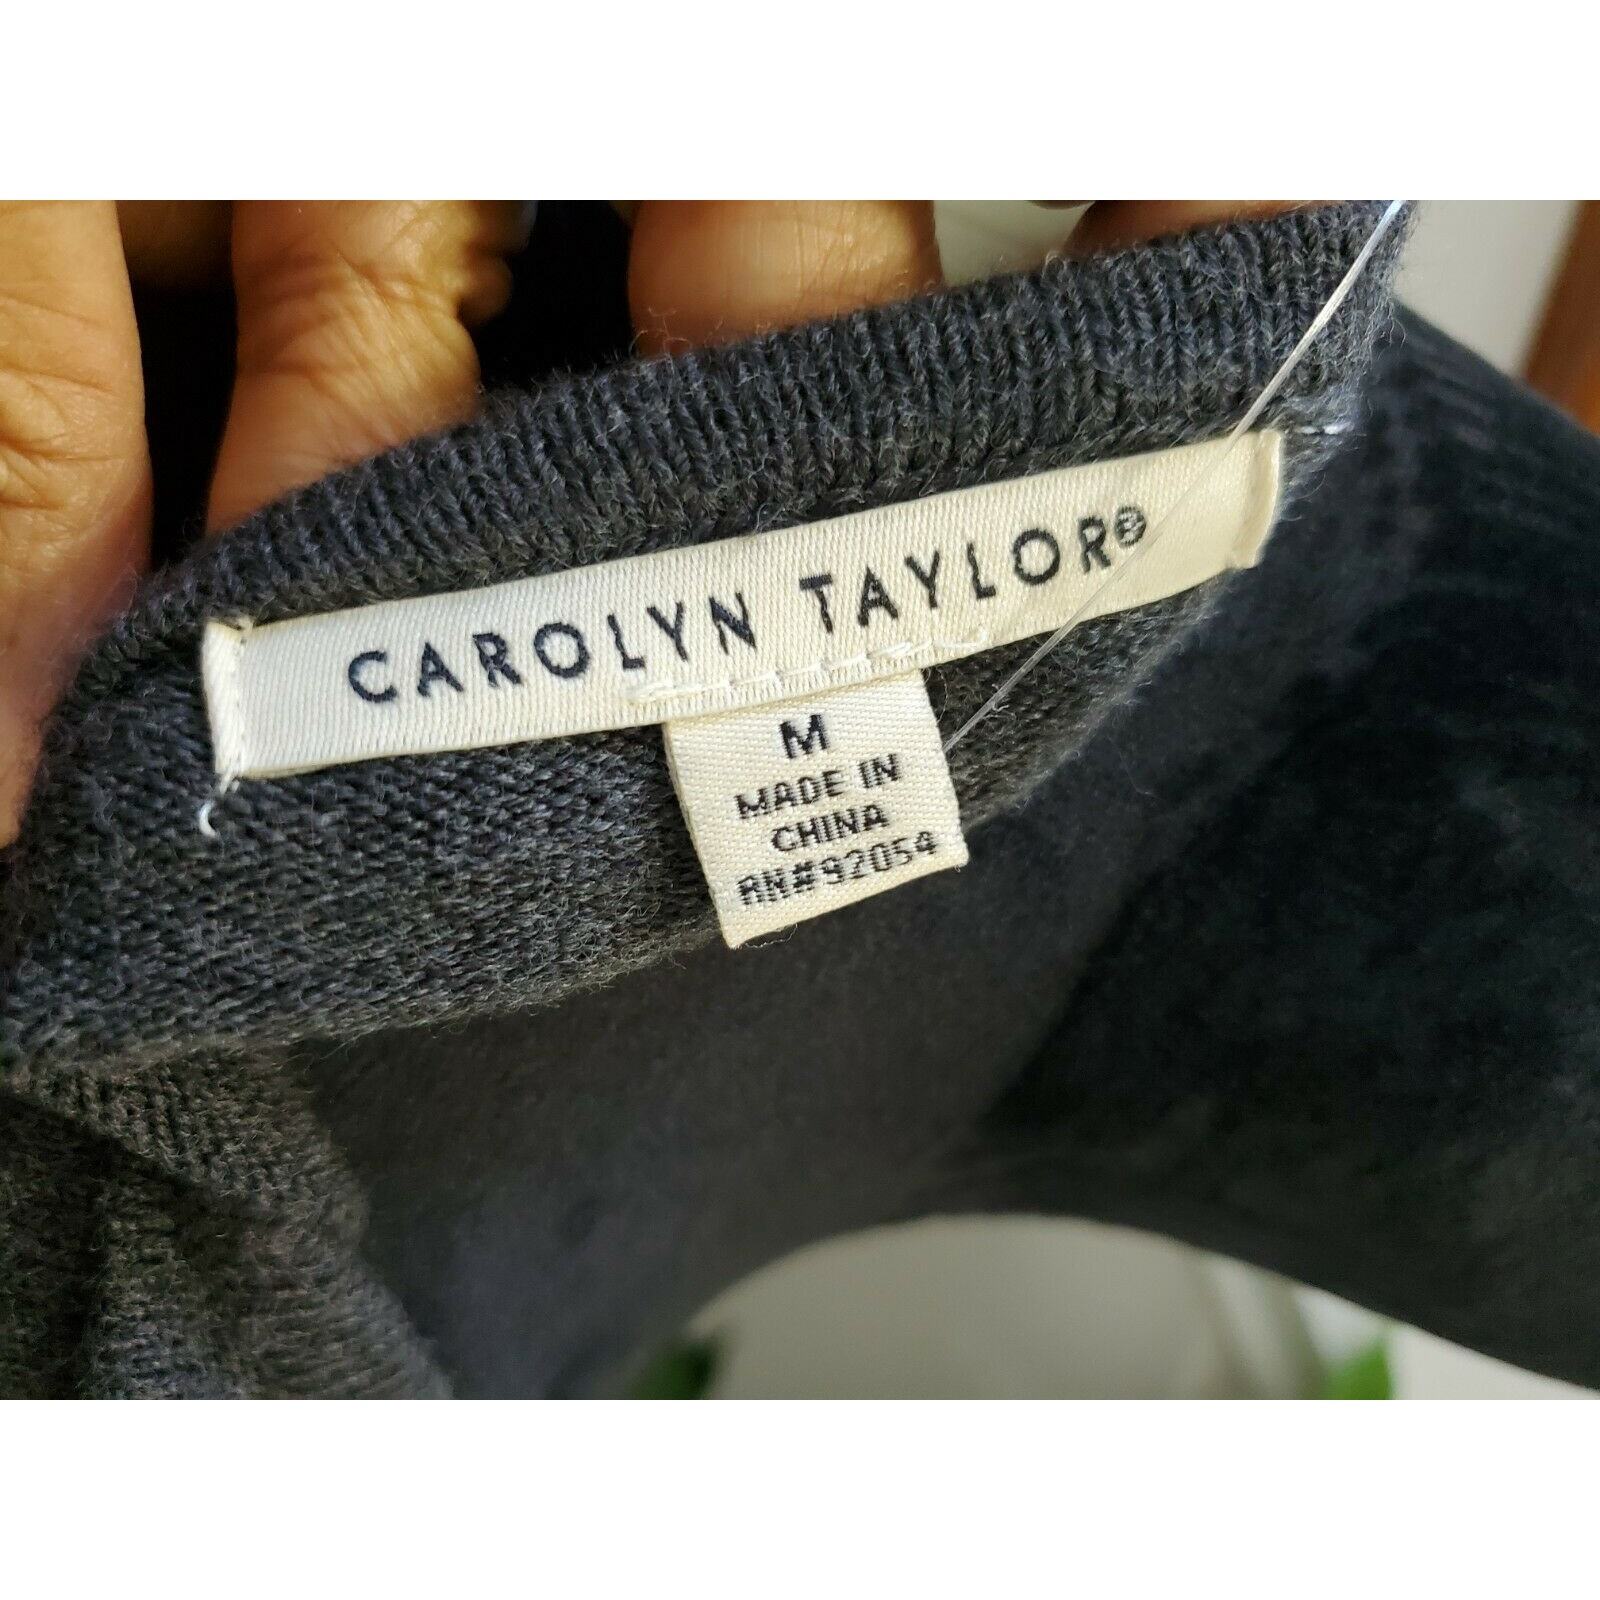 CAROLYN TAYLOR®
M
MADE IN
CHINA
RN#92054